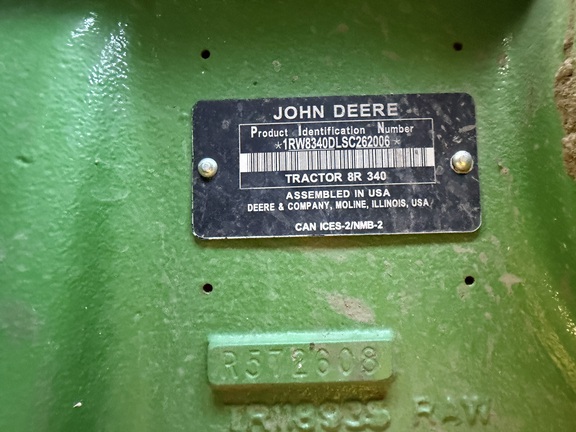 JOHN DEERE
Product Identification Number
*1RW8340DLSC262006*
TRACTOR 8R 340
ASSEMBLED IN USA
DEERE & COMPANY, MOLINE, ILLINOIS, USA
CAN ICES-2/NMB-2
R572608
RAW